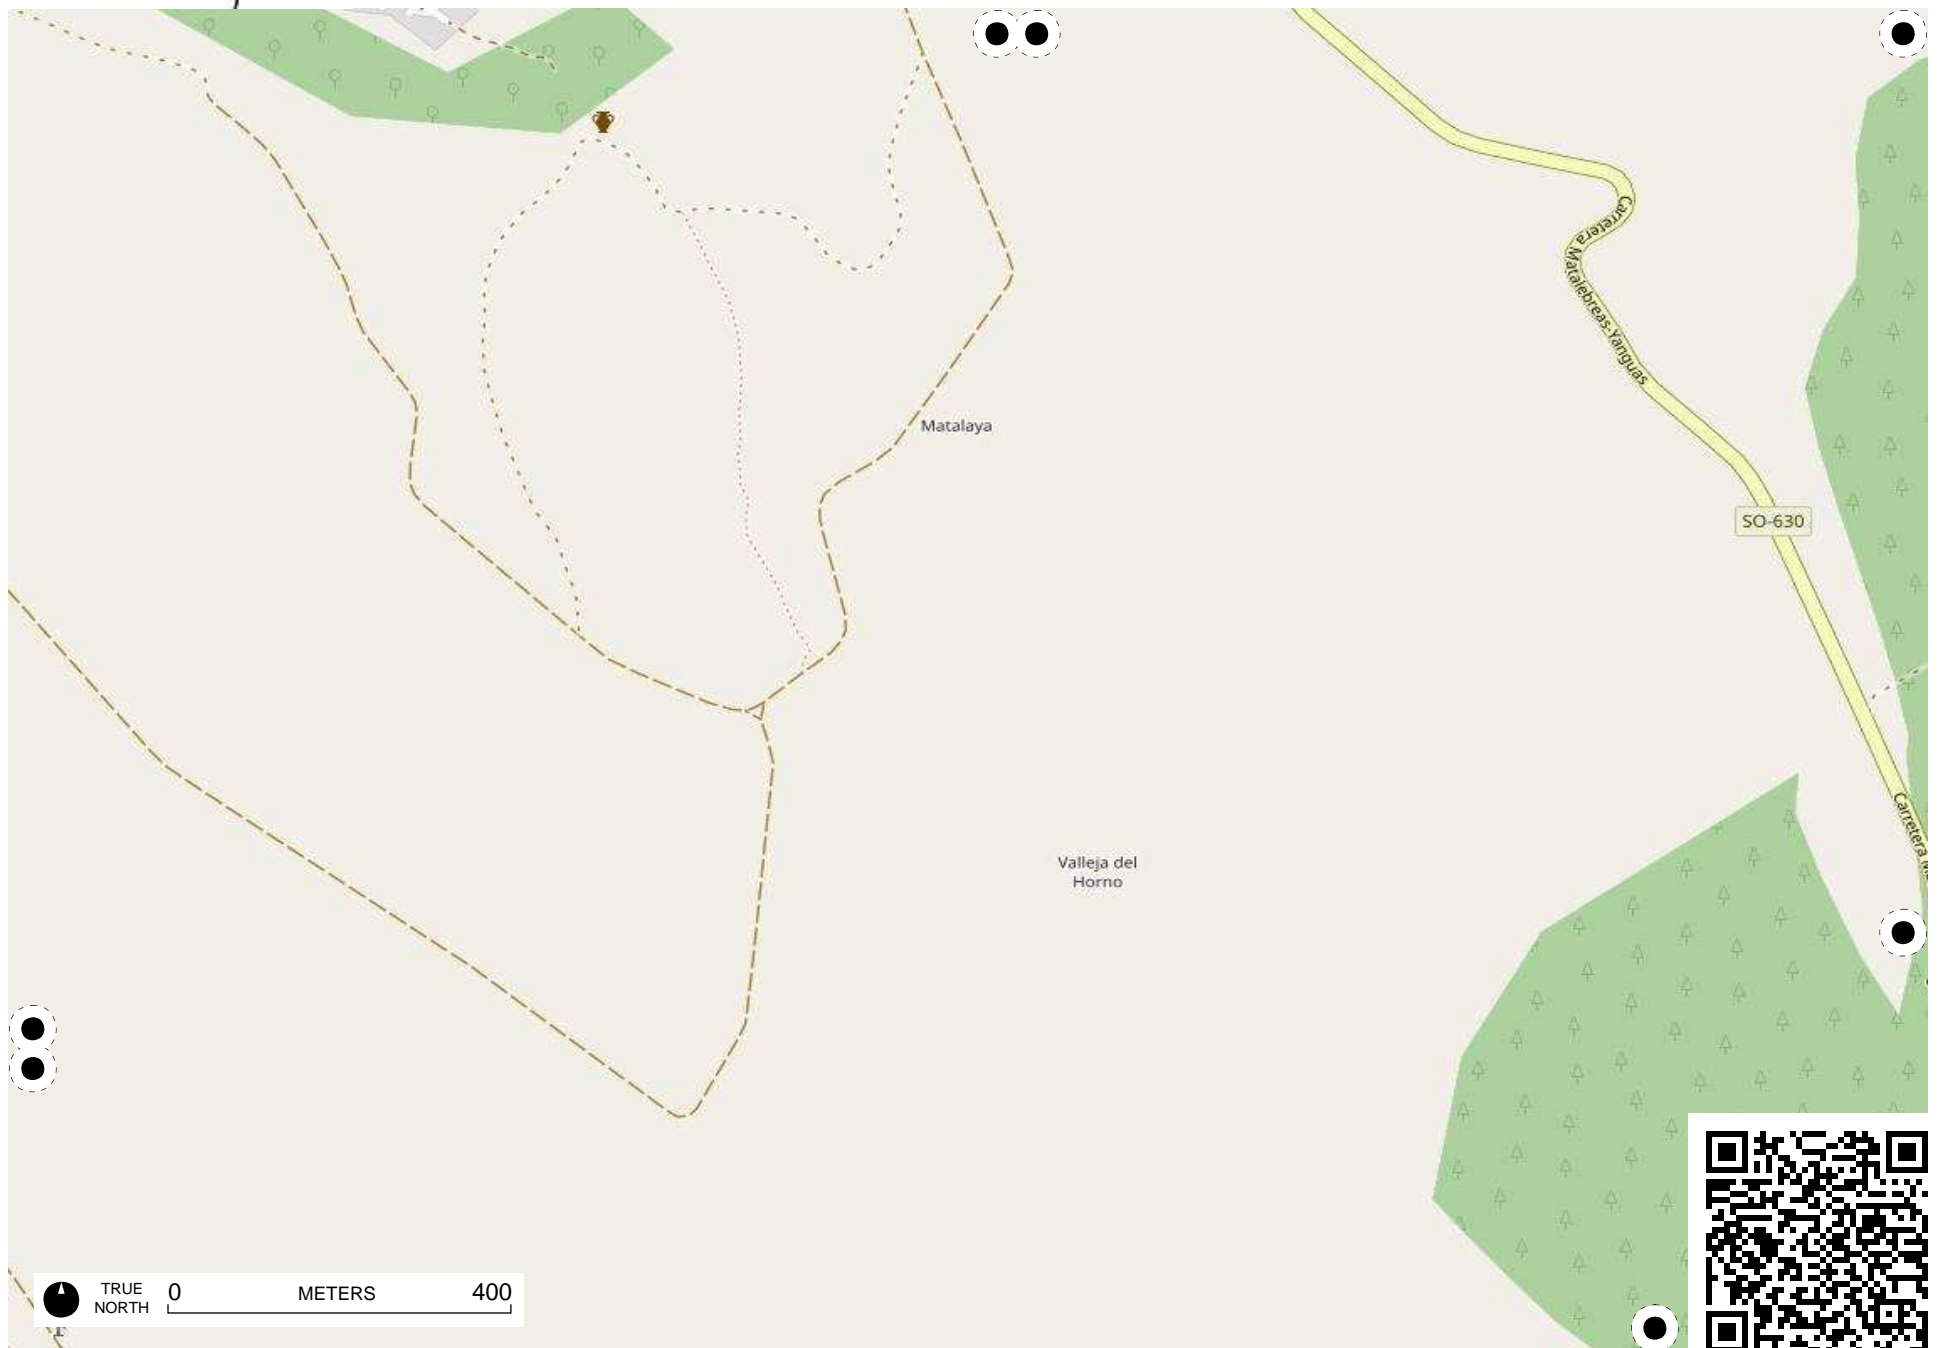 Carretera Matalebreas-Yanguas
Matalaya
SO-630
Carretera
Valleja del
Horno
TRUE
NORTH
0 METERS 400